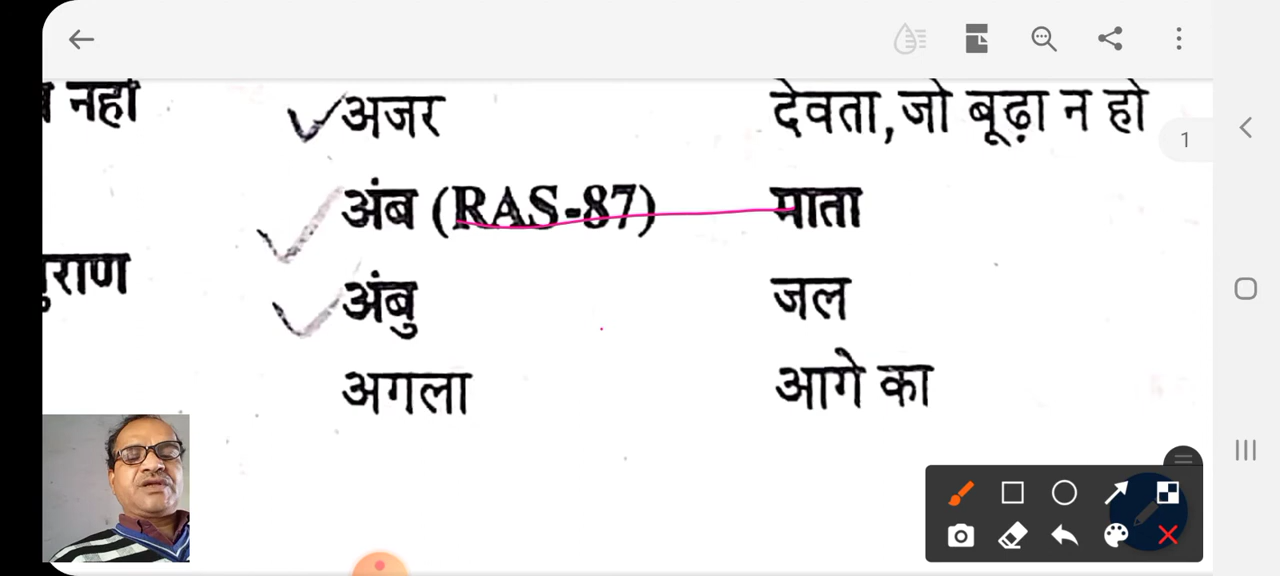 नहीं अजर देवता, जो बूढ़ा न हो
1
अंब (RAS-87) माता
अंबु जल
अगला आगे का